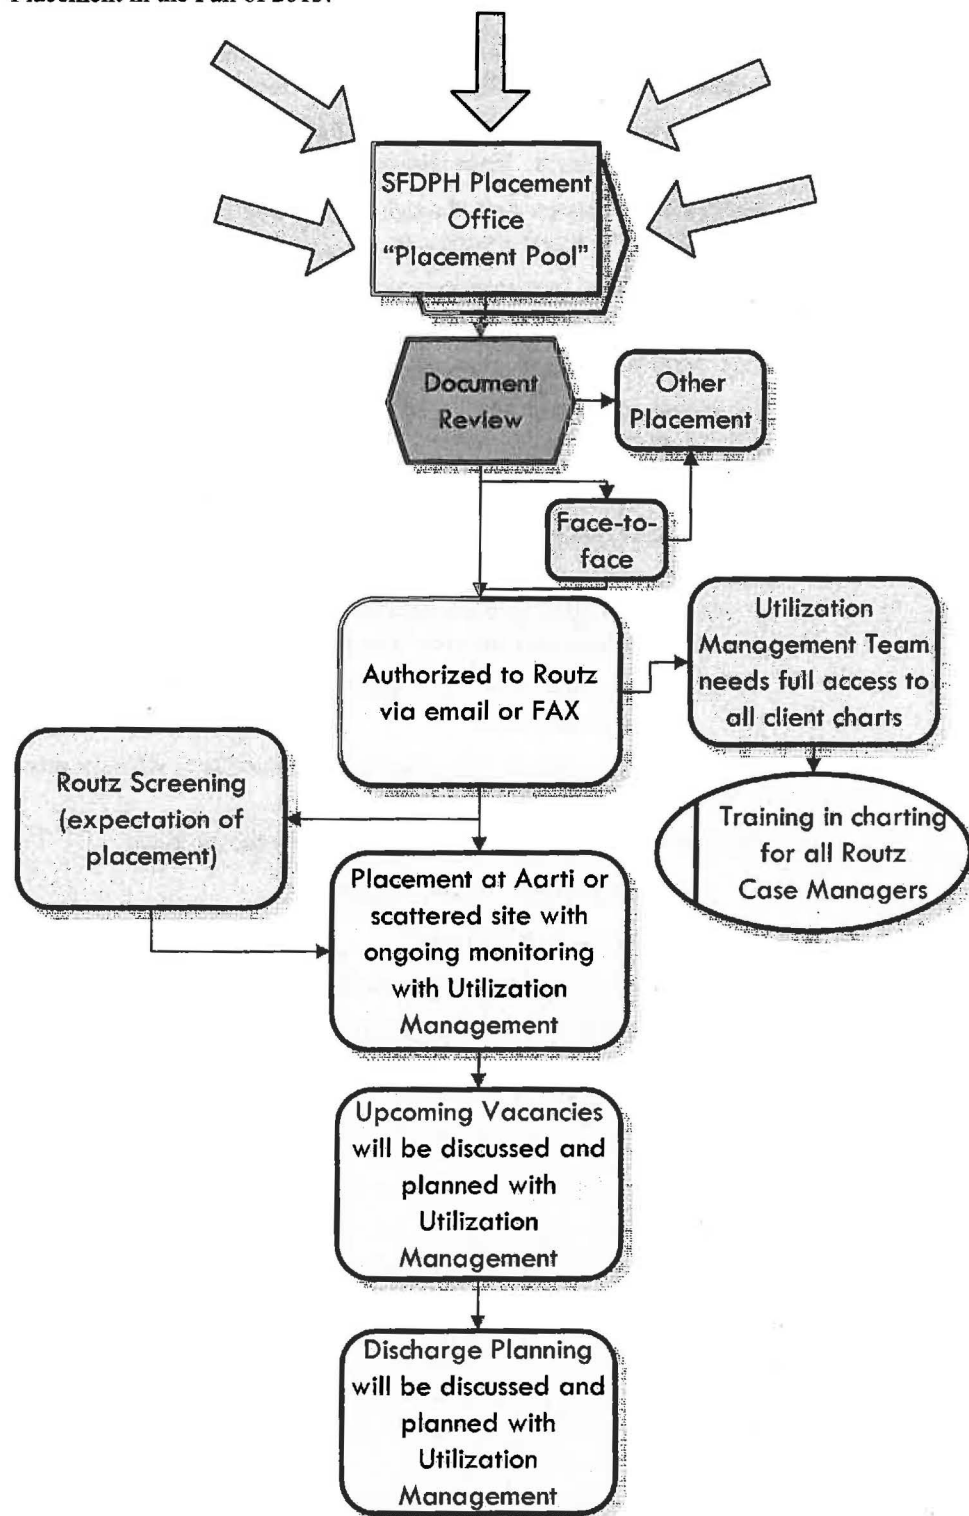 SFDPH Placement
Office
“Placement Pool”
Document
Review
Other
Placement
Face-to-
face
Authorized to Routz
via email or FAX
Utilization
Management Team
needs full access to
all client charts
Training in charting
for all Routz
Case Managers
Routz Screening
(expectation of
placement)
Placement at Aarti or
scattered site with
ongoing monitoring
with Utilization
Management
Upcoming Vacancies
will be discussed and
planned with
Utilization
Management
Discharge Planning
will be discussed and
planned with
Utilization
Management